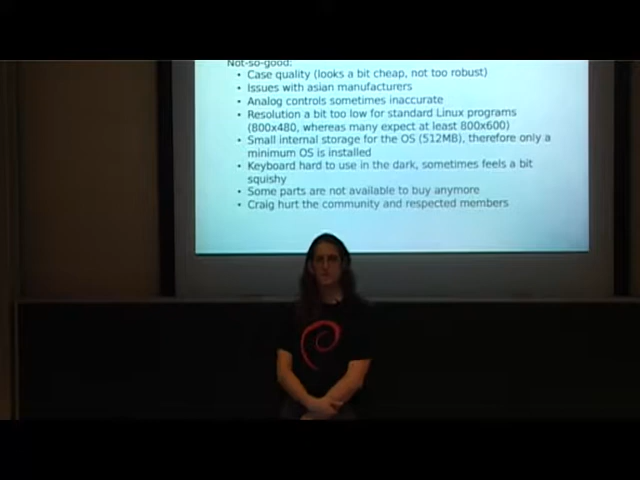 Not-so-good:
• Case quality (looks a bit cheap, not too robust)
• Issues with asian manufacturers
• Analog controls sometimes inaccurate
• Resolution a bit too low for standard Linux programs
(800x480, whereas many expect at least 800x600)
• Small internal storage for the OS (512MB), therefore only a
minimum OS is installed
• Keyboard hard to use in the dark, sometimes feels a bit
squishy
• Some parts are not available to buy anymore
• Craig hurt the community and respected members